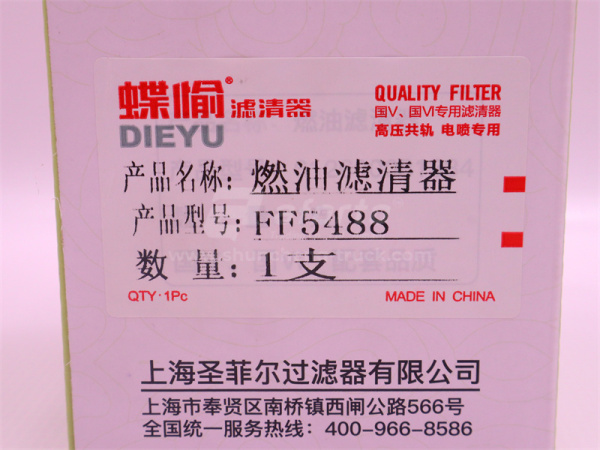 蝶愉® 滤清器
DIEYU
QUALITY FILTER
国Ⅴ、国Ⅵ专用滤清器
高压共轨 电喷专用
产品名称：燃油滤清器
产品型号：FF5488
数 量：1支
QTY·1Pc
MADE IN CHINA
上海圣菲尔过滤器有限公司
上海市奉贤区南桥镇西闸公路566号
全国统一服务热线：400-966-8586